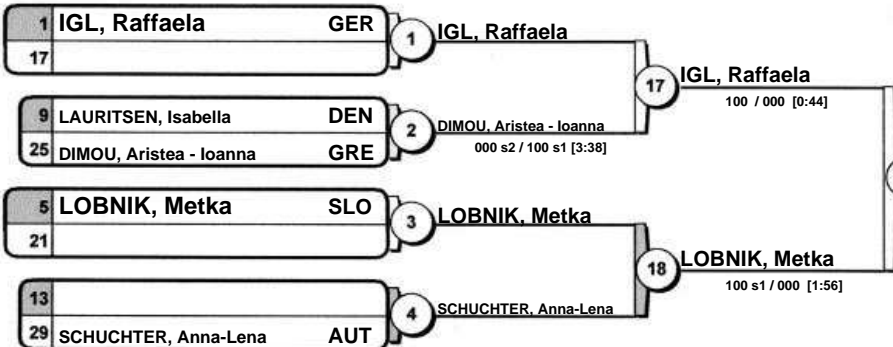 1 IGL, Raffaela GER
17
1 IGL, Raffaela
9 LAURITSEN, Isabella DEN
25 DIMOU, Aristea - Ioanna GRE
2 DIMOU, Aristea - Ioanna
000 s2 / 100 s1 [3:38]
17 IGL, Raffaela
100 / 000 [0:44]
5 LOBNIK, Metka SLO
21
3 LOBNIK, Metka
13
29 SCHUCHTER, Anna-Lena AUT
4 SCHUCHTER, Anna-Lena
18 LOBNIK, Metka
100 s1 / 000 [1:56]